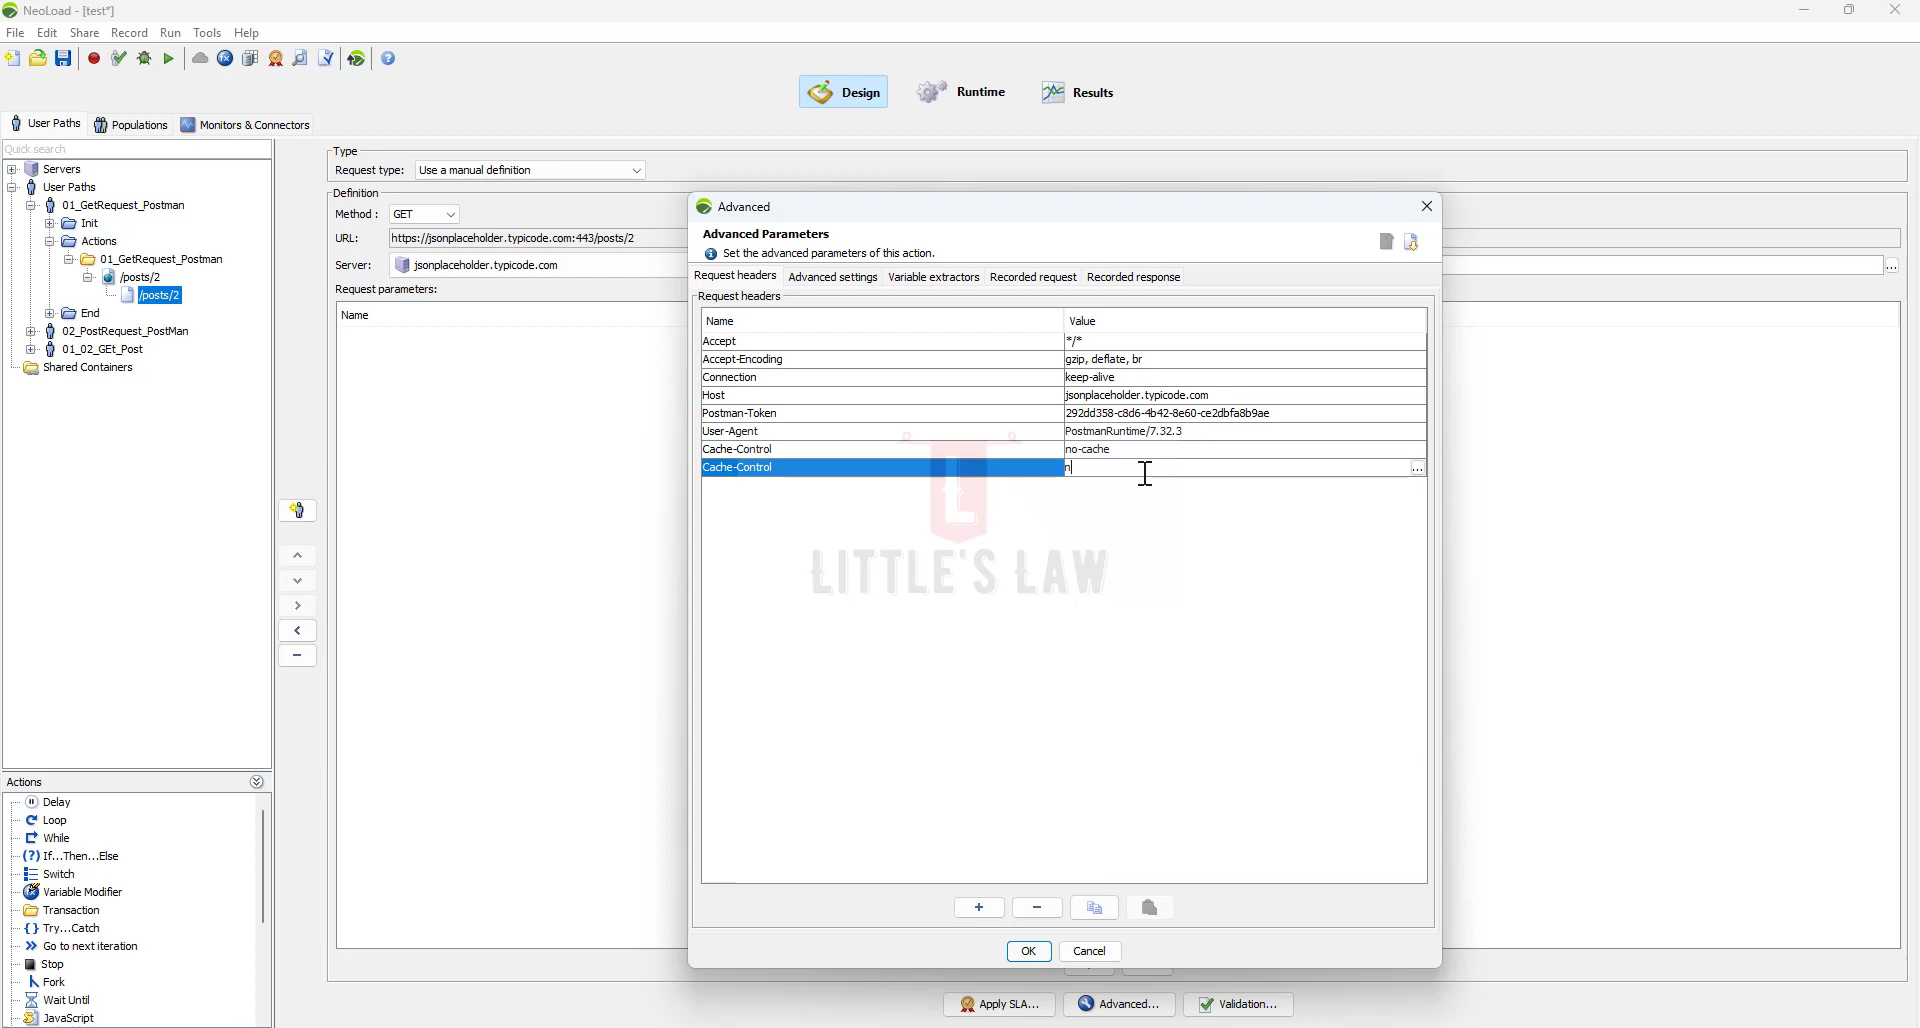 NeoLoad - [test*]
File Edit Share Record Run Tools Help
Design Runtime Results
User Paths Populations Monitors & Connectors
Quick search
Servers
User Paths
01_GetRequest_Postman
Init
Actions
01_GetRequest_Postman
/posts/2
/posts/2
End
02_PostRequest_PostMan
01_02_GEt_Post
Shared Containers
Actions
Delay
Loop
While
If...Then...Else
Switch
Variable Modifier
Transaction
Try...Catch
Go to next iteration
Stop
Fork
Wait Until
JavaScript
Type
Request type: Use a manual definition
Definition
Method : GET
URL: https://jsonplaceholder.typicode.com:443/posts/2
Server: jsonplaceholder.typicode.com
...
Request parameters:
Name
Advanced
Advanced Parameters
Set the advanced parameters of this action.
Request headers Advanced settings Variable extractors Recorded request Recorded response
Request headers
Name Value
Accept */*
Accept-Encoding gzip, deflate, br
Connection keep-alive
Host jsonplaceholder.typicode.com
Postman-Token 292dd358-c8d6-4b42-8e60-ce2dbfa8b9ae
User-Agent PostmanRuntime/7.32.3
Cache-Control no-cache
Cache-Control n ...
L
LITTLE'S LAW
+ −
OK Cancel
Apply SLA... Advanced... Validation...